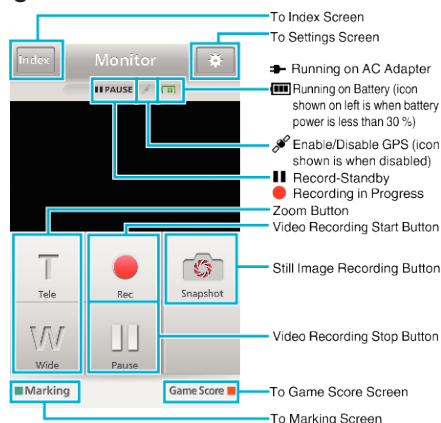 To Index Screen
To Settings Screen
Index
Monitor
Running on AC Adapter
PAUSE
Running on Battery (icon
shown on left is when battery
power is less than 30 %)
Enable/Disable GPS (icon
shown is when disabled)
Record-Standby
Recording in Progress
Zoom Button
Video Recording Start Button
T
Tele
Rec
Snapshot
Still Image Recording Button
W
Wide
Pause
Video Recording Stop Button
Marking
Game Score
To Game Score Screen
To Marking Screen